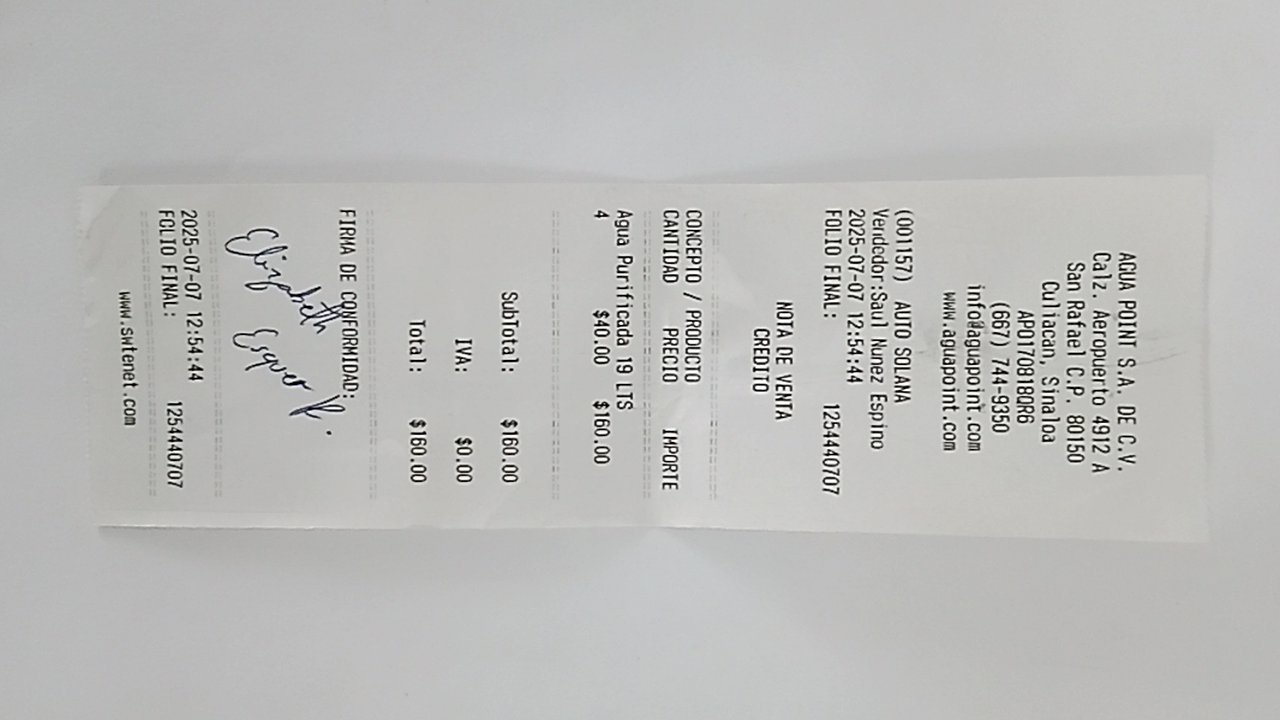 AGUA POINT S.A. DE C.V.
Calz. Aeropuerto 4912 A
San Rafael C.P. 80150
Culiacan, Sinaloa
APO170818QR6
(667) 744-9350
info@aguapoint.com
www.aguapoint.com
(001157) AUTO SOLANA
Vendedor:Saul Nunez Espino
2025-07-07 12:54:44
FOLIO FINAL: 1254440707
NOTA DE VENTA
CREDITO
CONCEPTO / PRODUCTO
CANTIDAD PRECIO IMPORTE
Agua Purificada 19 LTS
4 $40.00 $160.00
SubTotal: $160.00
IVA: $0.00
Total: $160.00
FIRMA DE CONFORMIDAD:
Elizabeth Esquer R.
2025-07-07 12:54:44
FOLIO FINAL: 1254440707
www.swtenet.com